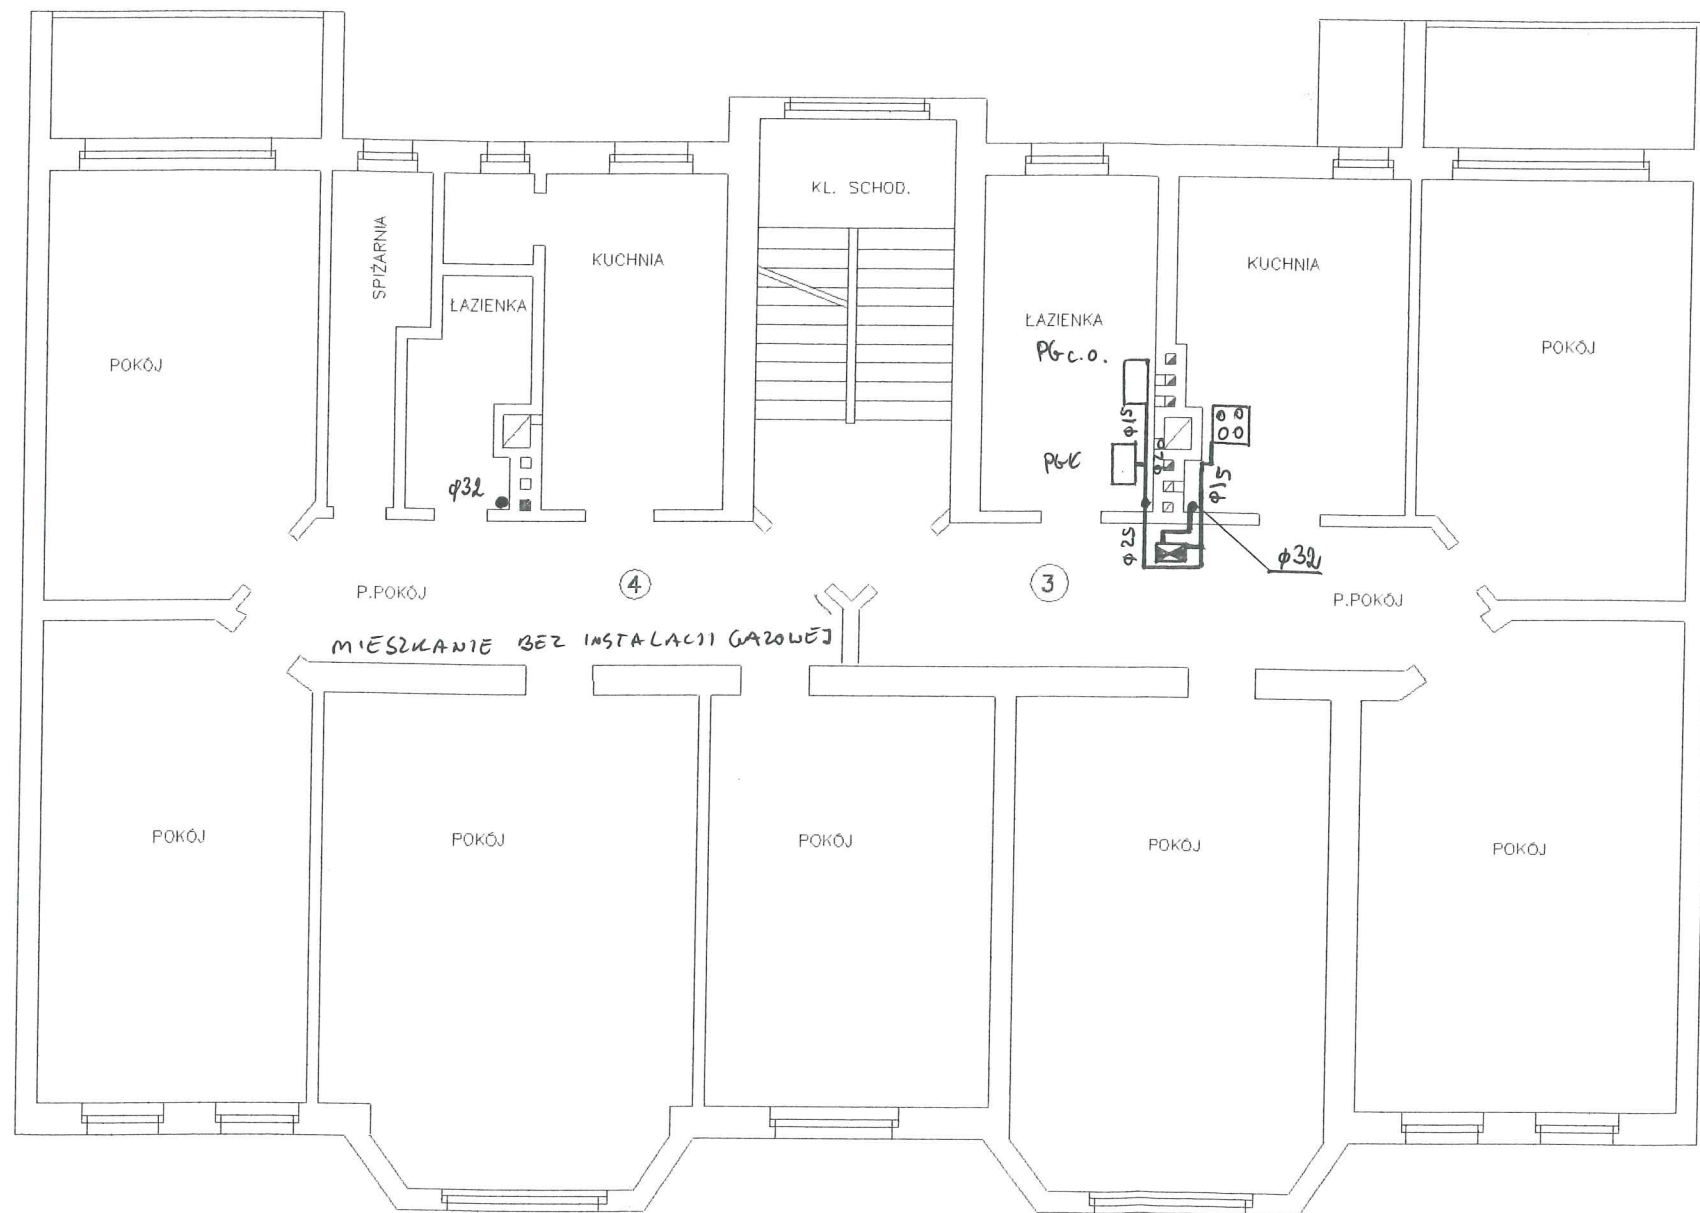 KL. SCHOD.
SPIŻARNIA
KUCHNIA
KUCHNIA
ŁAZIENKA
ŁAZIENKA
PG c.o.
POKÓJ
POKÓJ
φ15
PGK
φ32
φ15
φ25
φ32
4
3
P.POKÓJ
P.POKÓJ
MIESZKANIE BEZ INSTALACJI GAZOWEJ
POKÓJ
POKÓJ
POKÓJ
POKÓJ
POKÓJ